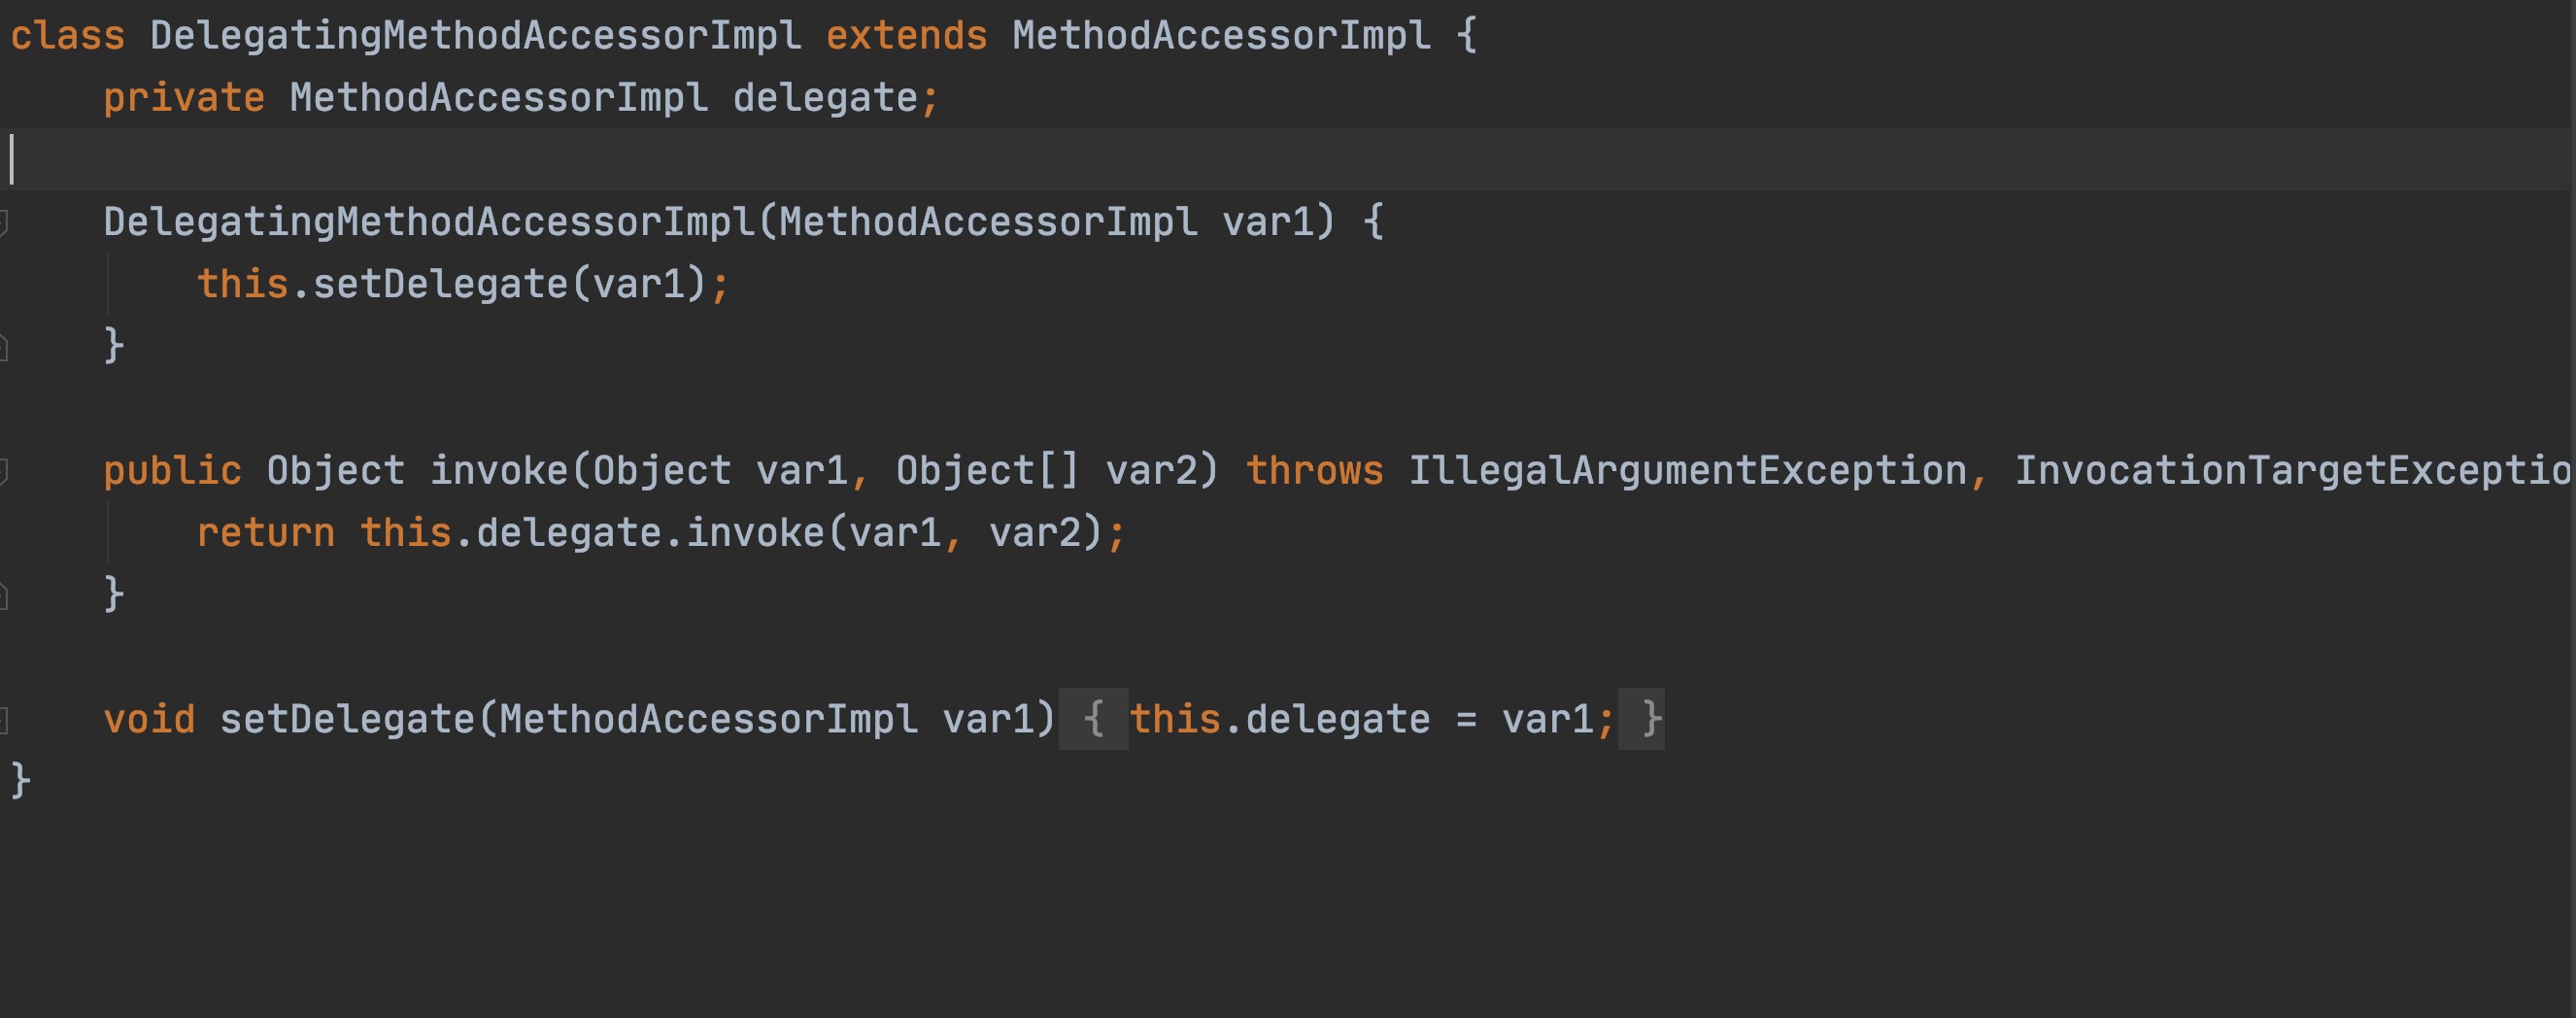 class DelegatingMethodAccessorImpl extends MethodAccessorImpl {
    private MethodAccessorImpl delegate;

    DelegatingMethodAccessorImpl(MethodAccessorImpl var1) {
        this.setDelegate(var1);
    }

    public Object invoke(Object var1, Object[] var2) throws IllegalArgumentException, InvocationTargetExceptio
        return this.delegate.invoke(var1, var2);
    }

    void setDelegate(MethodAccessorImpl var1) { this.delegate = var1; }
}